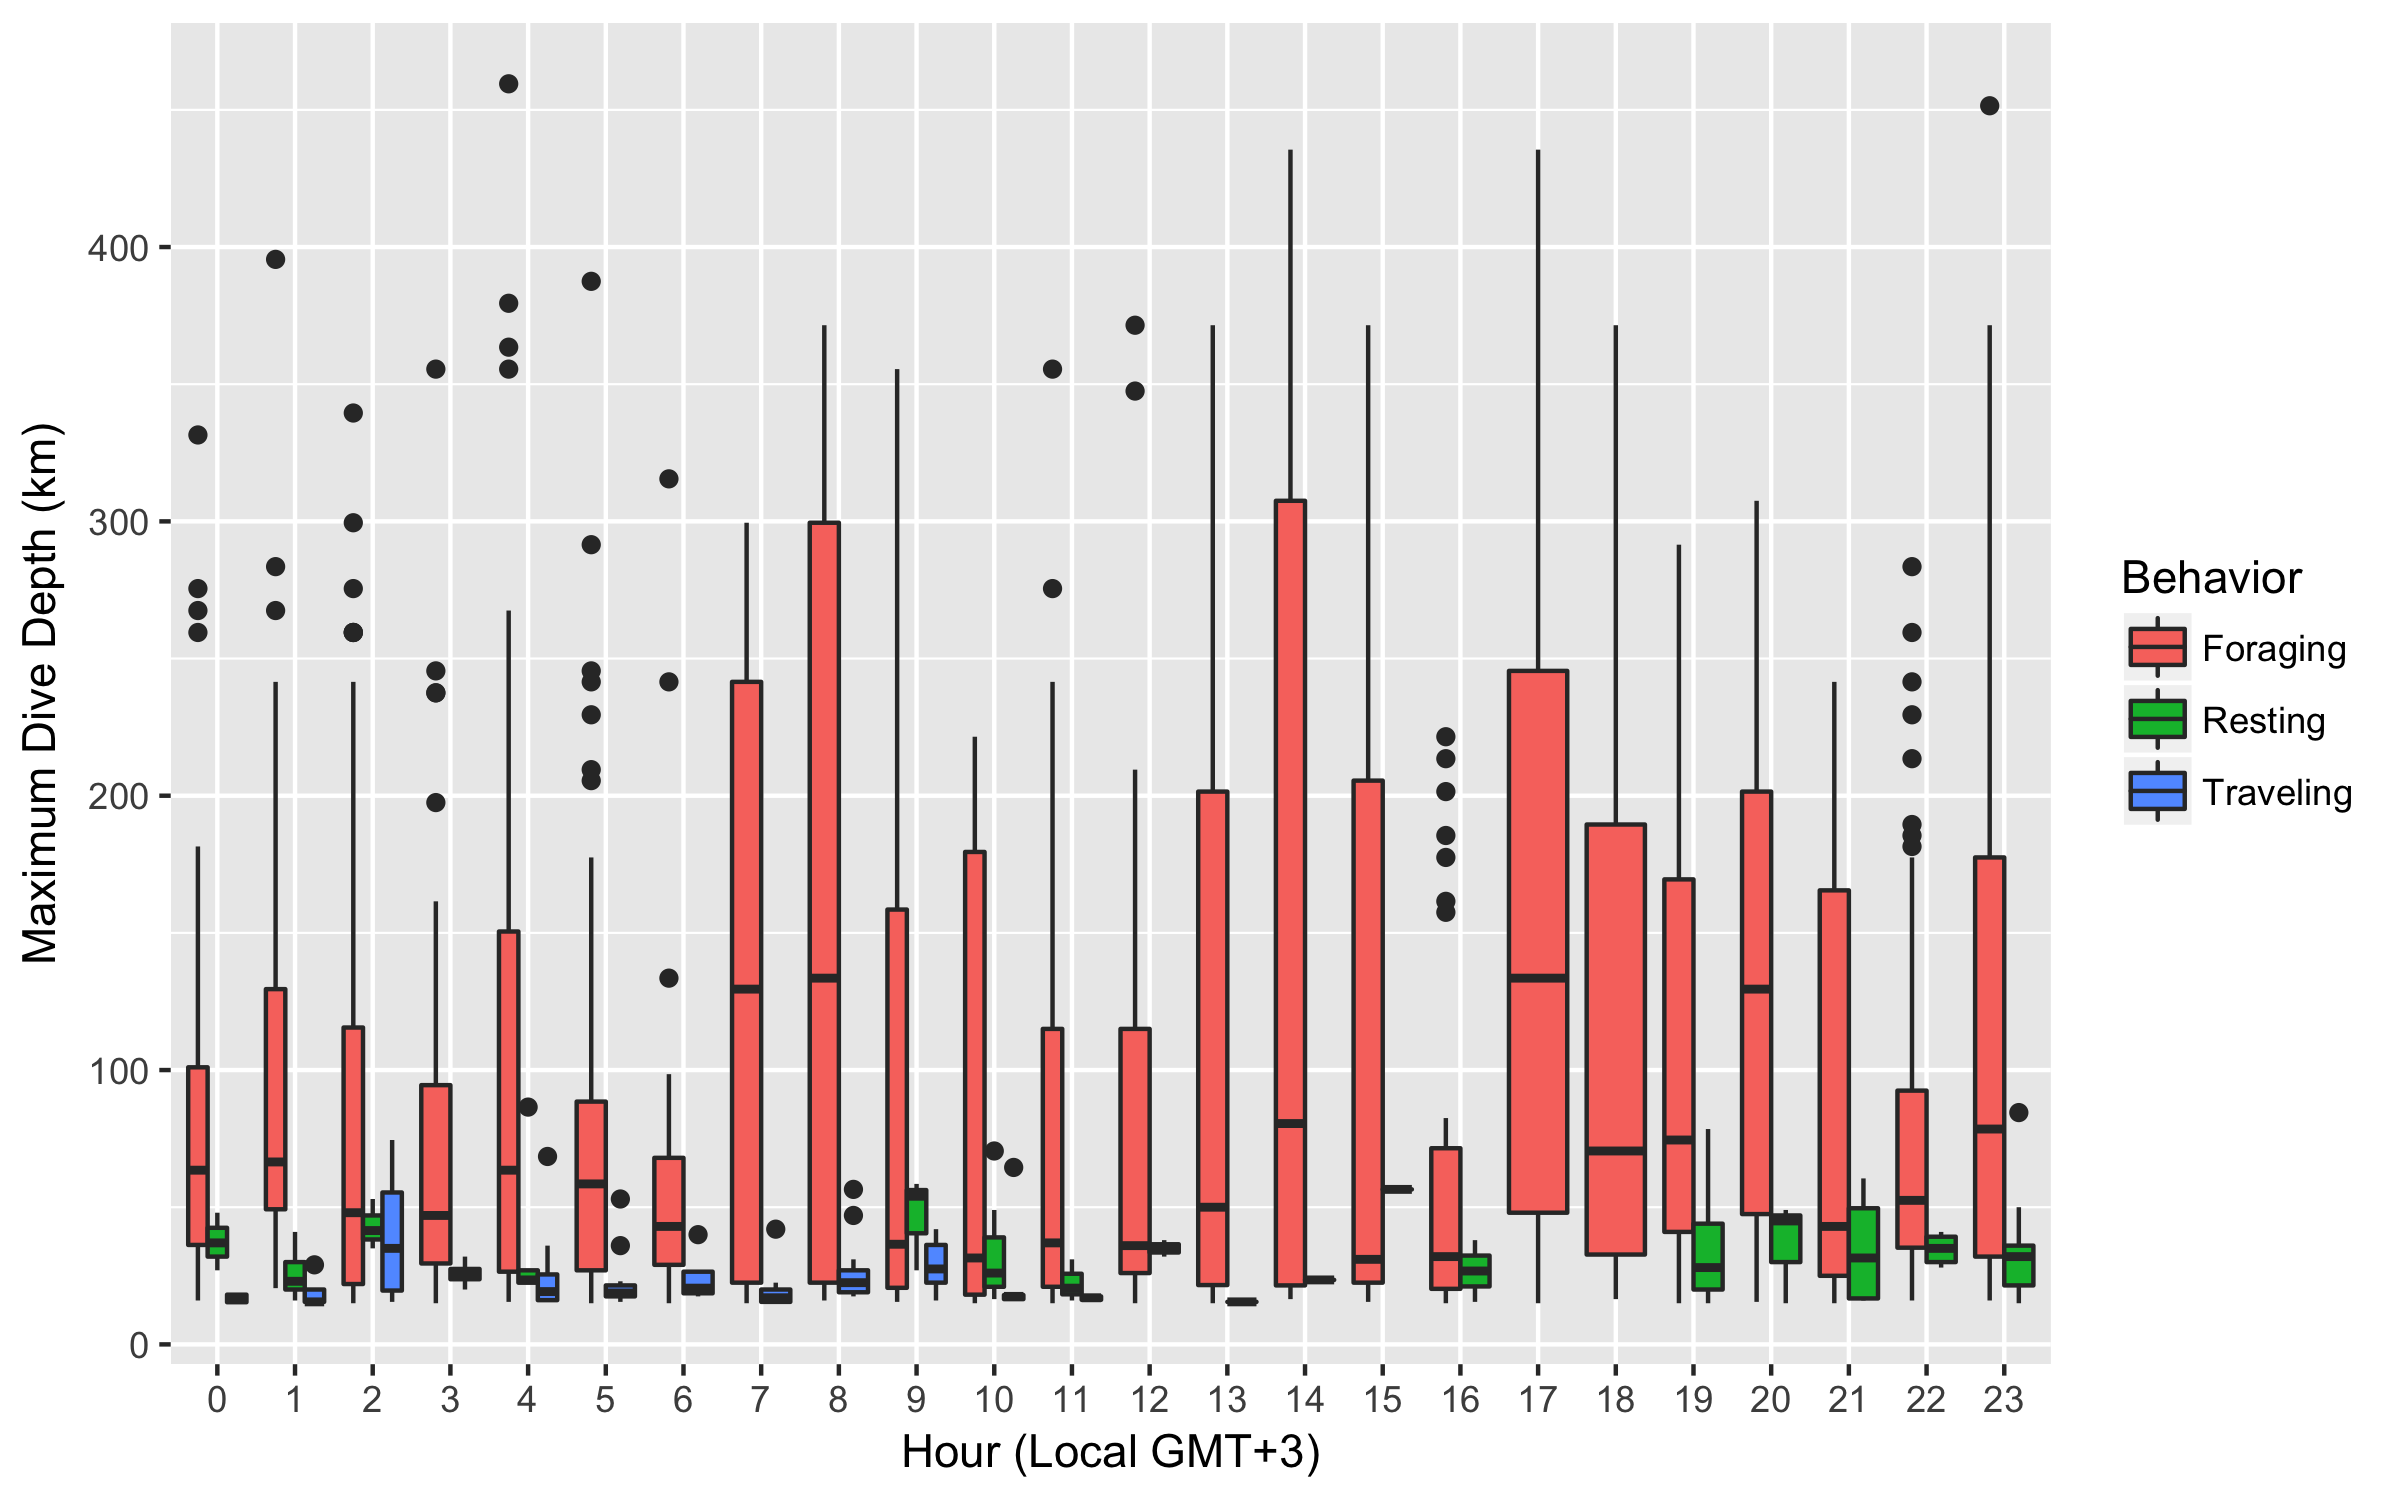 Maximum Dive Depth (km)
400
300
200
100
0
0 1 2 3 4 5 6 7 8 9 10 11 12 13 14 15 16 17 18 19 20 21 22 23
Hour (Local GMT+3)
Behavior
Foraging
Resting
Traveling